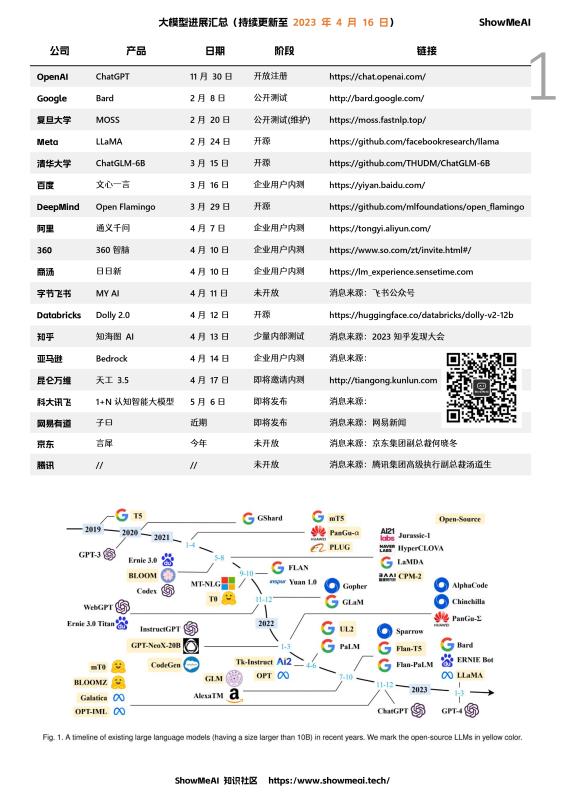 大模型进展汇总（持续更新至 2023 年 4 月 16 日） ShowMeAI
公司 产品 日期 阶段 链接
1
OpenAI ChatGPT 11 月 30 日 开放注册 https://chat.openai.com/
Google Bard 2 月 8 日 公开测试 http://bard.google.com/
复旦大学 MOSS 2 月 20 日 公开测试(维护) https://moss.fastnlp.top/
Meta LLaMA 2 月 24 日 开源 https://github.com/facebookresearch/llama
清华大学 ChatGLM-6B 3 月 15 日 开源 https://github.com/THUDM/ChatGLM-6B
百度 文心一言 3 月 16 日 企业用户内测 https://yiyan.baidu.com/
DeepMind Open Flamingo 3 月 29 日 开源 https://github.com/mlfoundations/open_flamingo
阿里 通义千问 4 月 7 日 企业用户内测 https://tongyi.aliyun.com/
360 360 智脑 4 月 10 日 企业用户内测 https://www.so.com/zt/invite.html#/
商汤 日日新 4 月 10 日 企业用户内测 https://lm_experience.sensetime.com
字节飞书 MY AI 4 月 11 日 未开放 消息来源：飞书公众号
Databricks Dolly 2.0 4 月 12 日 开源 https://huggingface.co/databricks/dolly-v2-12b
知乎 知海图 AI 4 月 13 日 少量内部测试 消息来源：2023 知乎发现大会
亚马逊 Bedrock 4 月 14 日 企业用户内测 消息来源：
昆仑万维 天工 3.5 4 月 17 日 即将邀请内测 http://tiangong.kunlun.com
科大讯飞 1+N 认知智能大模型 5 月 6 日 即将发布 消息来源：
网易有道 子曰 近期 即将发布 消息来源：网易新闻
京东 言犀 今年 未开放 消息来源：京东集团副总裁何晓冬
腾讯 // // 未开放 消息来源：腾讯集团高级执行副总裁汤道生
T5 GShard mT5 Open-Source
2019 2020 2021 PanGu-α Jurassic-1
1-4 PLUG HyperCLOVA
GPT-3 Ernie 3.0 5-8 LaMDA
BLOOM 9-10 FLAN CPM-2
Codex MT-NLG Yuan 1.0 Gopher AlphaCode
T0 11-12 GLaM Chinchilla
WebGPT PanGu-Σ
Ernie 3.0 Titan InstructGPT 2022 UL2 Sparrow
GPT-NeoX-20B 1-3 PaLM Flan-T5 Bard
mT0 CodeGen Tk-Instruct Ai2 4-6 Flan-PaLM ERNIE Bot
BLOOMZ GLM OPT 7-10 LLaMA
Galatica AlexaTM 11-12 2023 1-3
OPT-IML ChatGPT GPT-4
Fig. 1. A timeline of existing large language models (having a size larger than 10B) in recent years. We mark the open-source LLMs in yellow color.
ShowMeAI 知识社区 https://www.showmeai.tech/